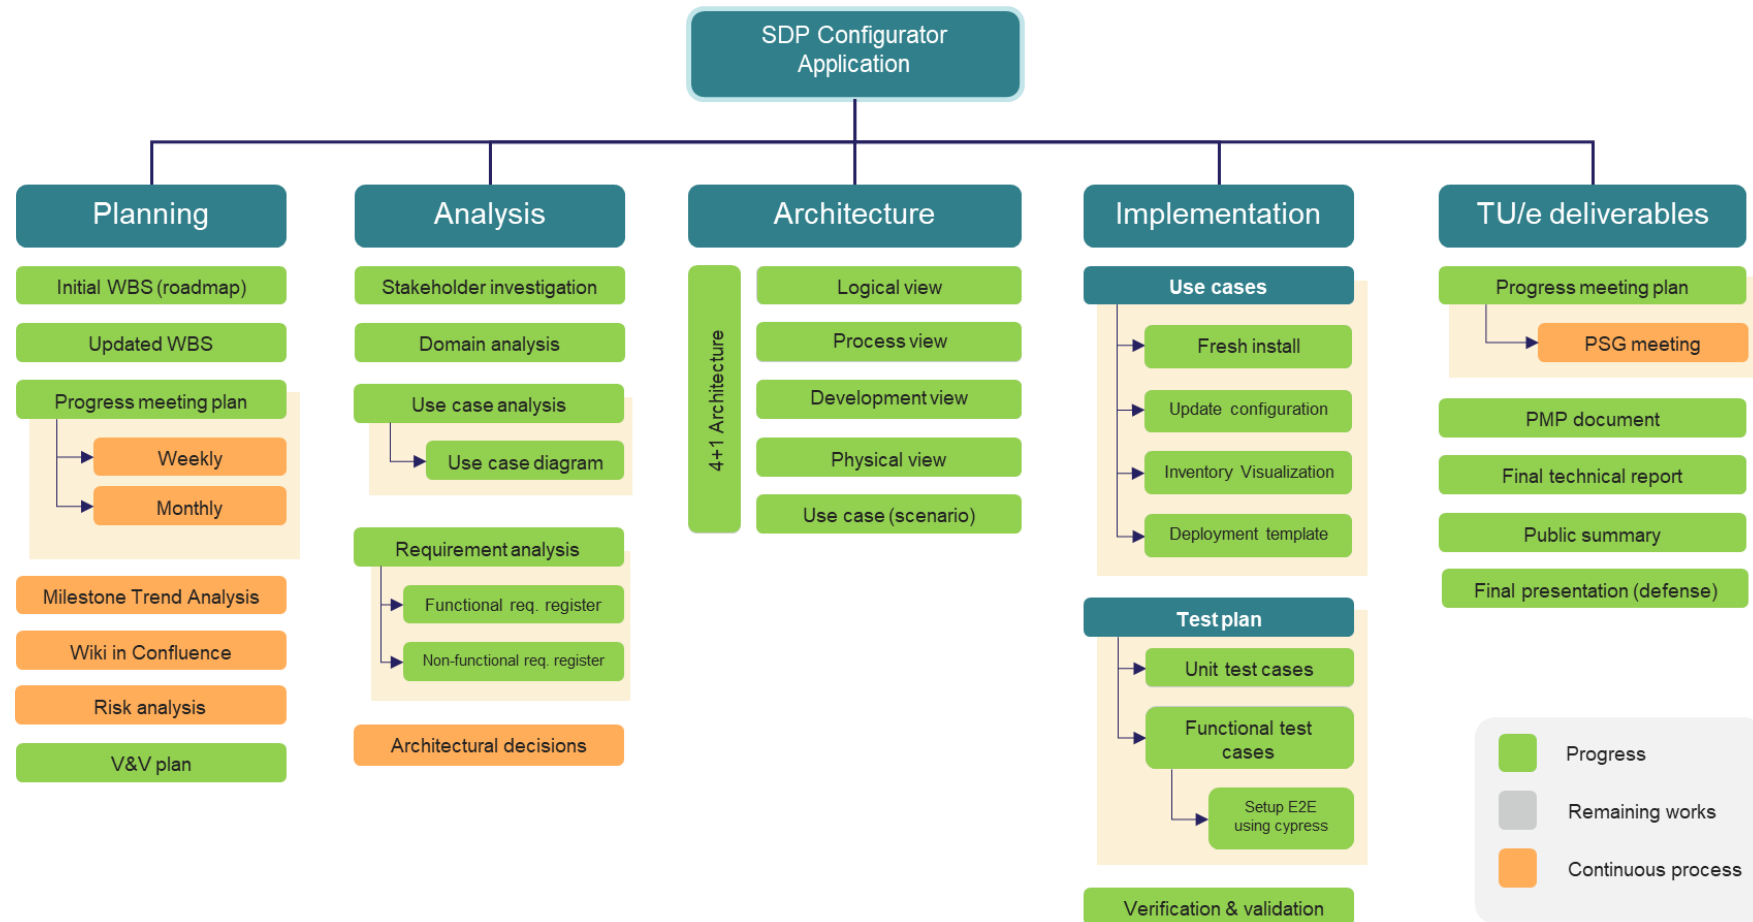 SDP Configurator
Application
Planning
Initial WBS (roadmap)
Updated WBS
Progress meeting plan
Weekly
Monthly
Milestone Trend Analysis
Wiki in Confluence
Risk analysis
V&V plan
Analysis
Stakeholder investigation
Domain analysis
Use case analysis
Use case diagram
Requirement analysis
Functional req. register
Non-functional req. register
Architectural decisions
Architecture
4+1 Architecture
Logical view
Process view
Development view
Physical view
Use case (scenario)
Implementation
Use cases
Fresh install
Update configuration
Inventory Visualization
Deployment template
Test plan
Unit test cases
Functional test
cases
Setup E2E
using cypress
Verification & validation
TU/e deliverables
Progress meeting plan
PSG meeting
PMP document
Final technical report
Public summary
Final presentation (defense)
Progress
Remaining works
Continuous process